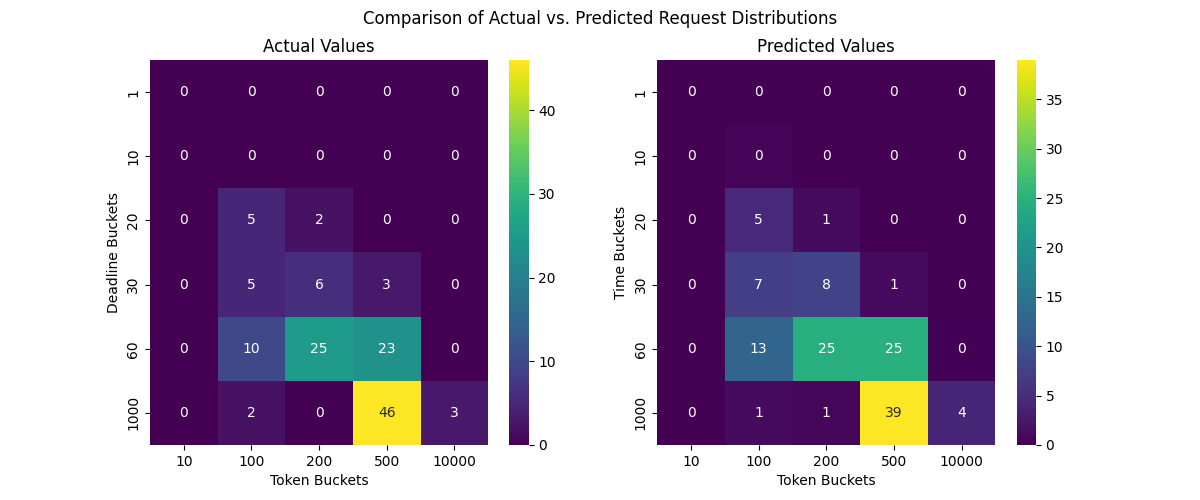 Comparison of Actual vs. Predicted Request Distributions
Actual Values
Deadline Buckets
1 0 0 0 0 0
10 0 0 0 0 0
20 0 5 2 0 0
30 0 5 6 3 0
60 0 10 25 23 0
1000 0 2 0 46 3
10 100 200 500 10000
Token Buckets
40
30
20
10
0
Predicted Values
Time Buckets
1 0 0 0 0 0
10 0 0 0 0 0
20 0 5 1 0 0
30 0 7 8 1 0
60 0 13 25 25 0
1000 0 1 1 39 4
10 100 200 500 10000
Token Buckets
35
30
25
20
15
10
5
0